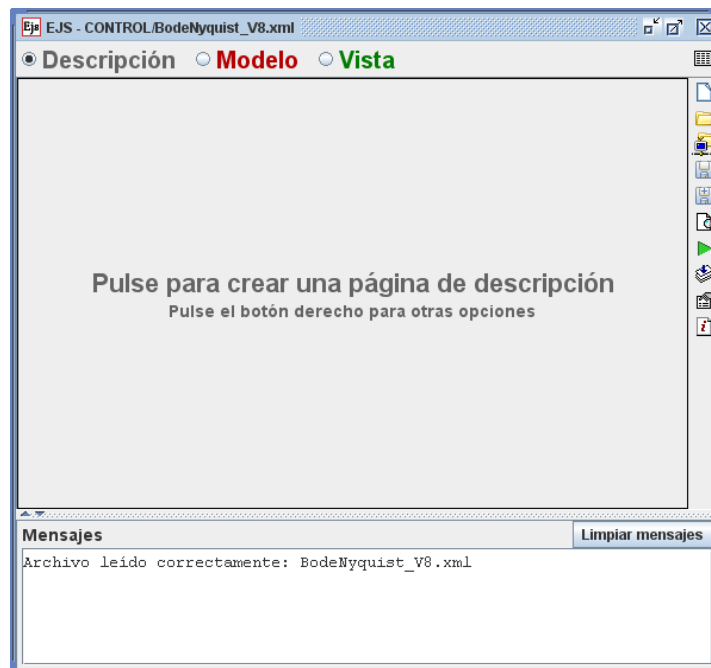 Ejs EJS - CONTROL/BodeNyquist_V8.xml
Descripción Modelo Vista
Pulse para crear una página de descripción
Pulse el botón derecho para otras opciones
Mensajes Limpiar mensajes
Archivo leído correctamente: BodeNyquist_V8.xml